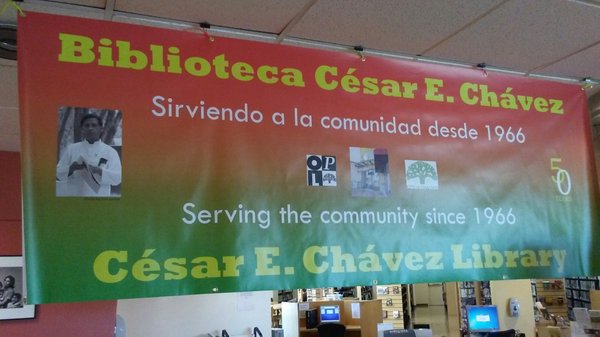 Biblioteca César E. Chávez
Sirviendo a la comunidad desde 1966
OPL
50
Serving the community since 1966
César E. Chávez Library